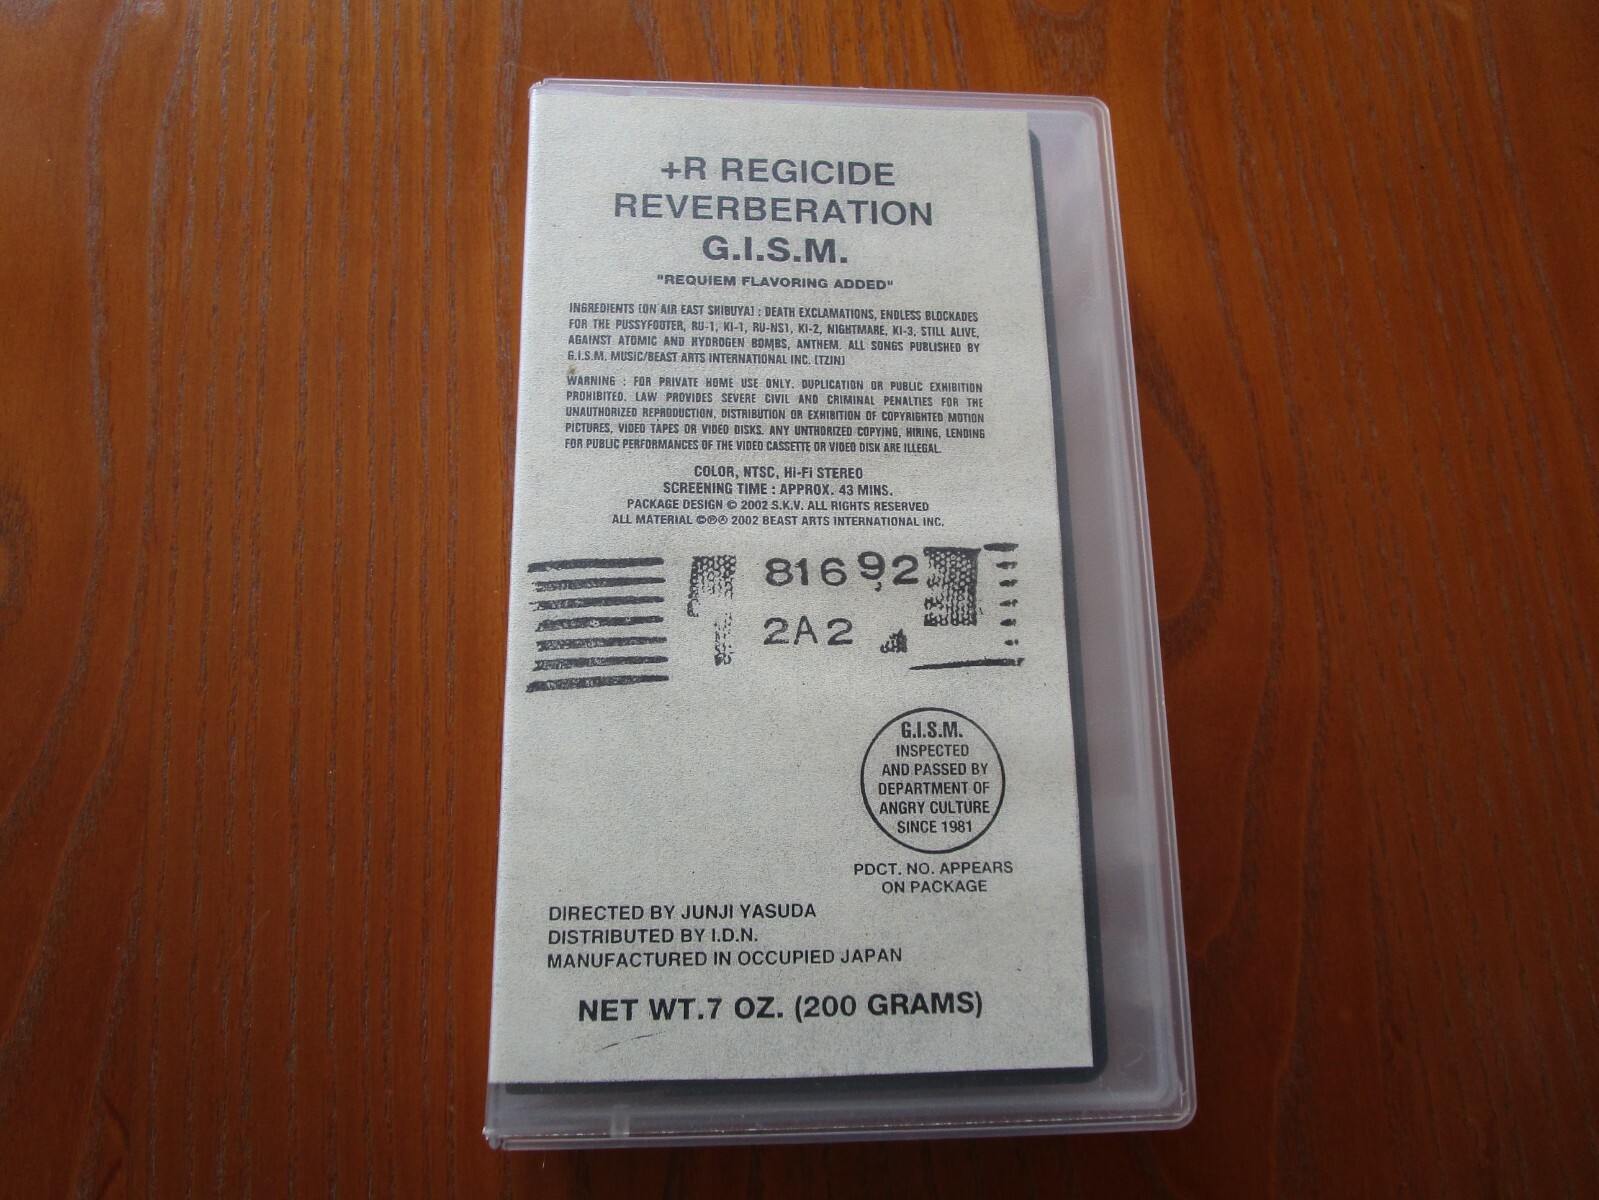 +R REGICIDE
REVERBERATION
G.I.S.M.
"REQUIEM FLAVORING ADDED"
INGREDIENTS [ON AIR EAST SHIBUYA] : DEATH EXCLAMATIONS, ENDLESS BLOCKADES
FOR THE PUSSYFOOTER, RU-1, KI-1, RU-NS1, KI-2, NIGHTMARE, KI-3, STILL ALIVE,
AGAINST ATOMIC AND HYDROGEN BOMBS, ANTHEM. ALL SONGS PUBLISHED BY
G.I.S.M. MUSIC/BEAST ARTS INTERNATIONAL INC. [TZIN]
WARNING : FOR PRIVATE HOME USE ONLY. DUPLICATION OR PUBLIC EXHIBITION
PROHIBITED. LAW PROVIDES SEVERE CIVIL AND CRIMINAL PENALTIES FOR THE
UNAUTHORIZED REPRODUCTION, DISTRIBUTION OR EXHIBITION OF COPYRIGHTED MOTION
PICTURES, VIDEO TAPES OR VIDEO DISKS. ANY UNTHORIZED COPYING, HIRING, LENDING
FOR PUBLIC PERFORMANCES OF THE VIDEO CASSETTE OR VIDEO DISK ARE ILLEGAL.
COLOR, NTSC, Hi-Fi STEREO
SCREENING TIME : APPROX. 43 MINS.
PACKAGE DESIGN © 2002 S.K.V. ALL RIGHTS RESERVED
ALL MATERIAL ©℗Ⓐ 2002 BEAST ARTS INTERNATIONAL INC.
81692
2A2
G.I.S.M.
INSPECTED
AND PASSED BY
DEPARTMENT OF
ANGRY CULTURE
SINCE 1981
PDCT. NO. APPEARS
ON PACKAGE
DIRECTED BY JUNJI YASUDA
DISTRIBUTED BY I.D.N.
MANUFACTURED IN OCCUPIED JAPAN
NET WT.7 OZ. (200 GRAMS)